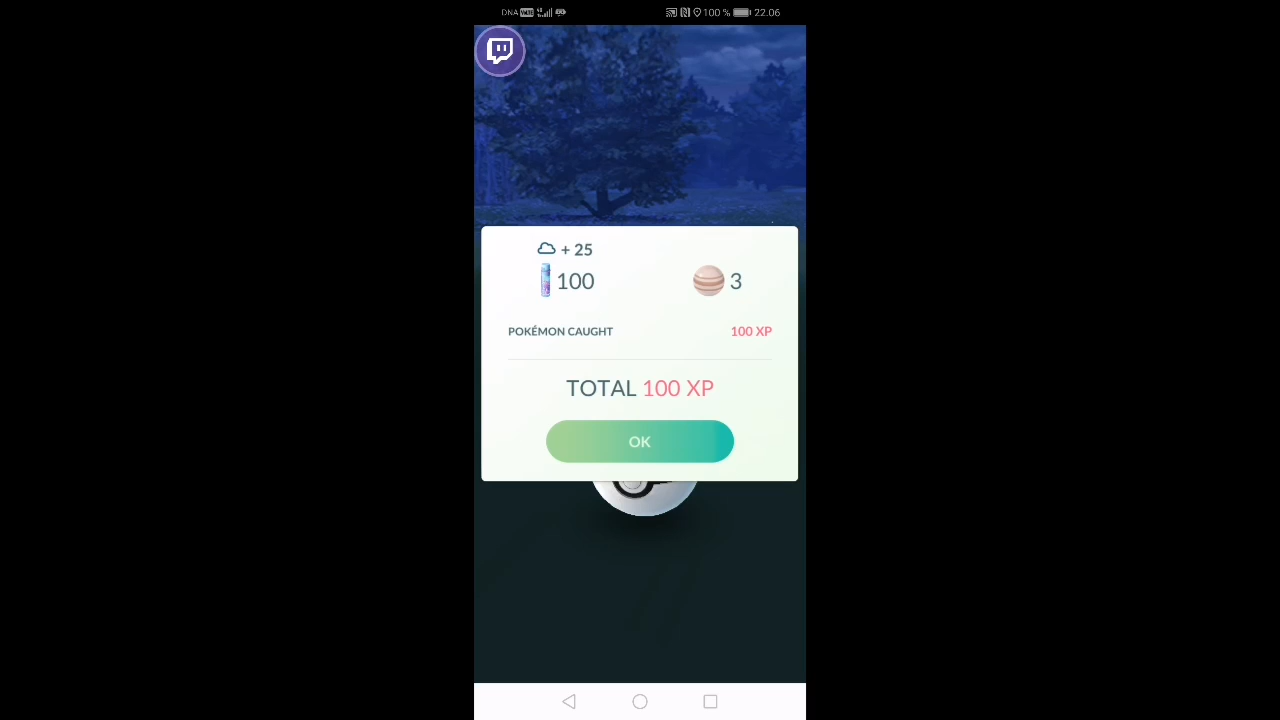 DNA 100 % 22.06
+ 25
100 3
POKÉMON CAUGHT 100 XP
TOTAL 100 XP
OK